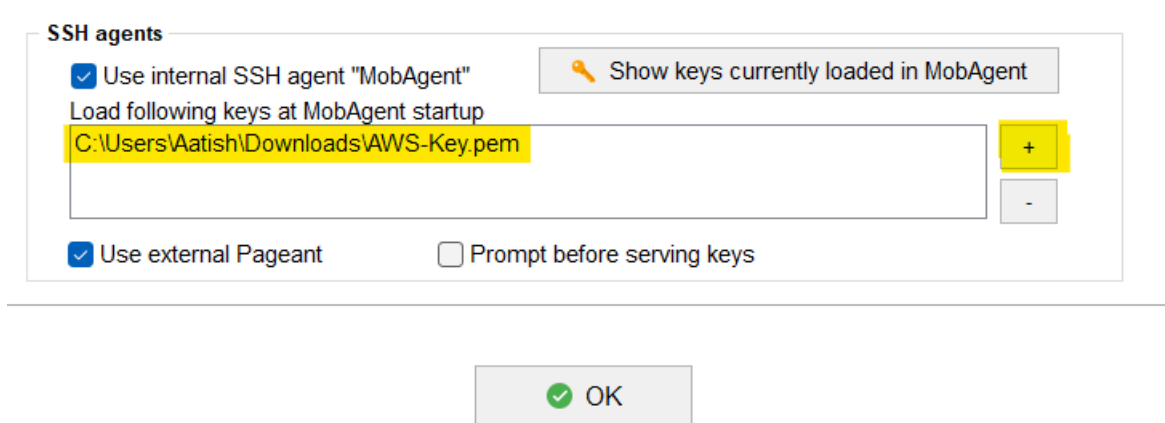 SSH agents
Use internal SSH agent "MobAgent"
Show keys currently loaded in MobAgent
Load following keys at MobAgent startup
C:\Users\Aatish\Downloads\AWS-Key.pem
+
-
Use external Pageant
Prompt before serving keys
OK